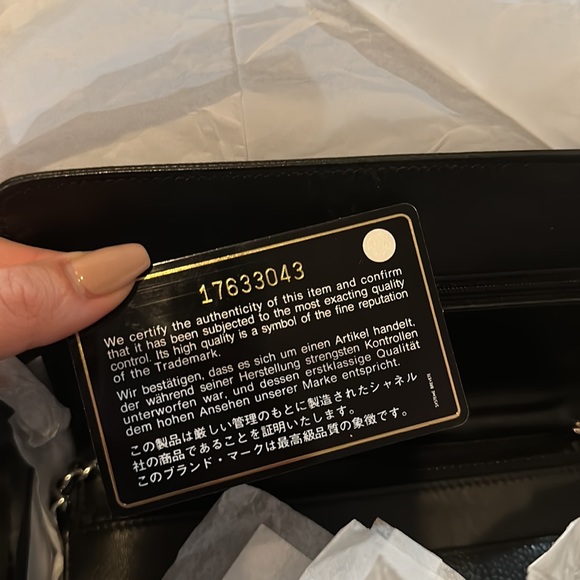 17633043
We certify the authenticity of this item and confirm
that it has been subjected to the most exacting quality
control. Its high quality is a symbol of the fine reputation
of the Trademark.
Wir bestätigen, dass es sich um einen Artikel handelt,
der während seiner Herstellung strengsten Kontrollen
unterworfen war, und dessen erstklassige Qualität
dem hohen Ansehen unserer Marke entspricht.
この製品は厳しい管理のもとに製造されたシャネル
社の商品であることを証明いたします。
このブランド・マークは最高級品質の象徴です。